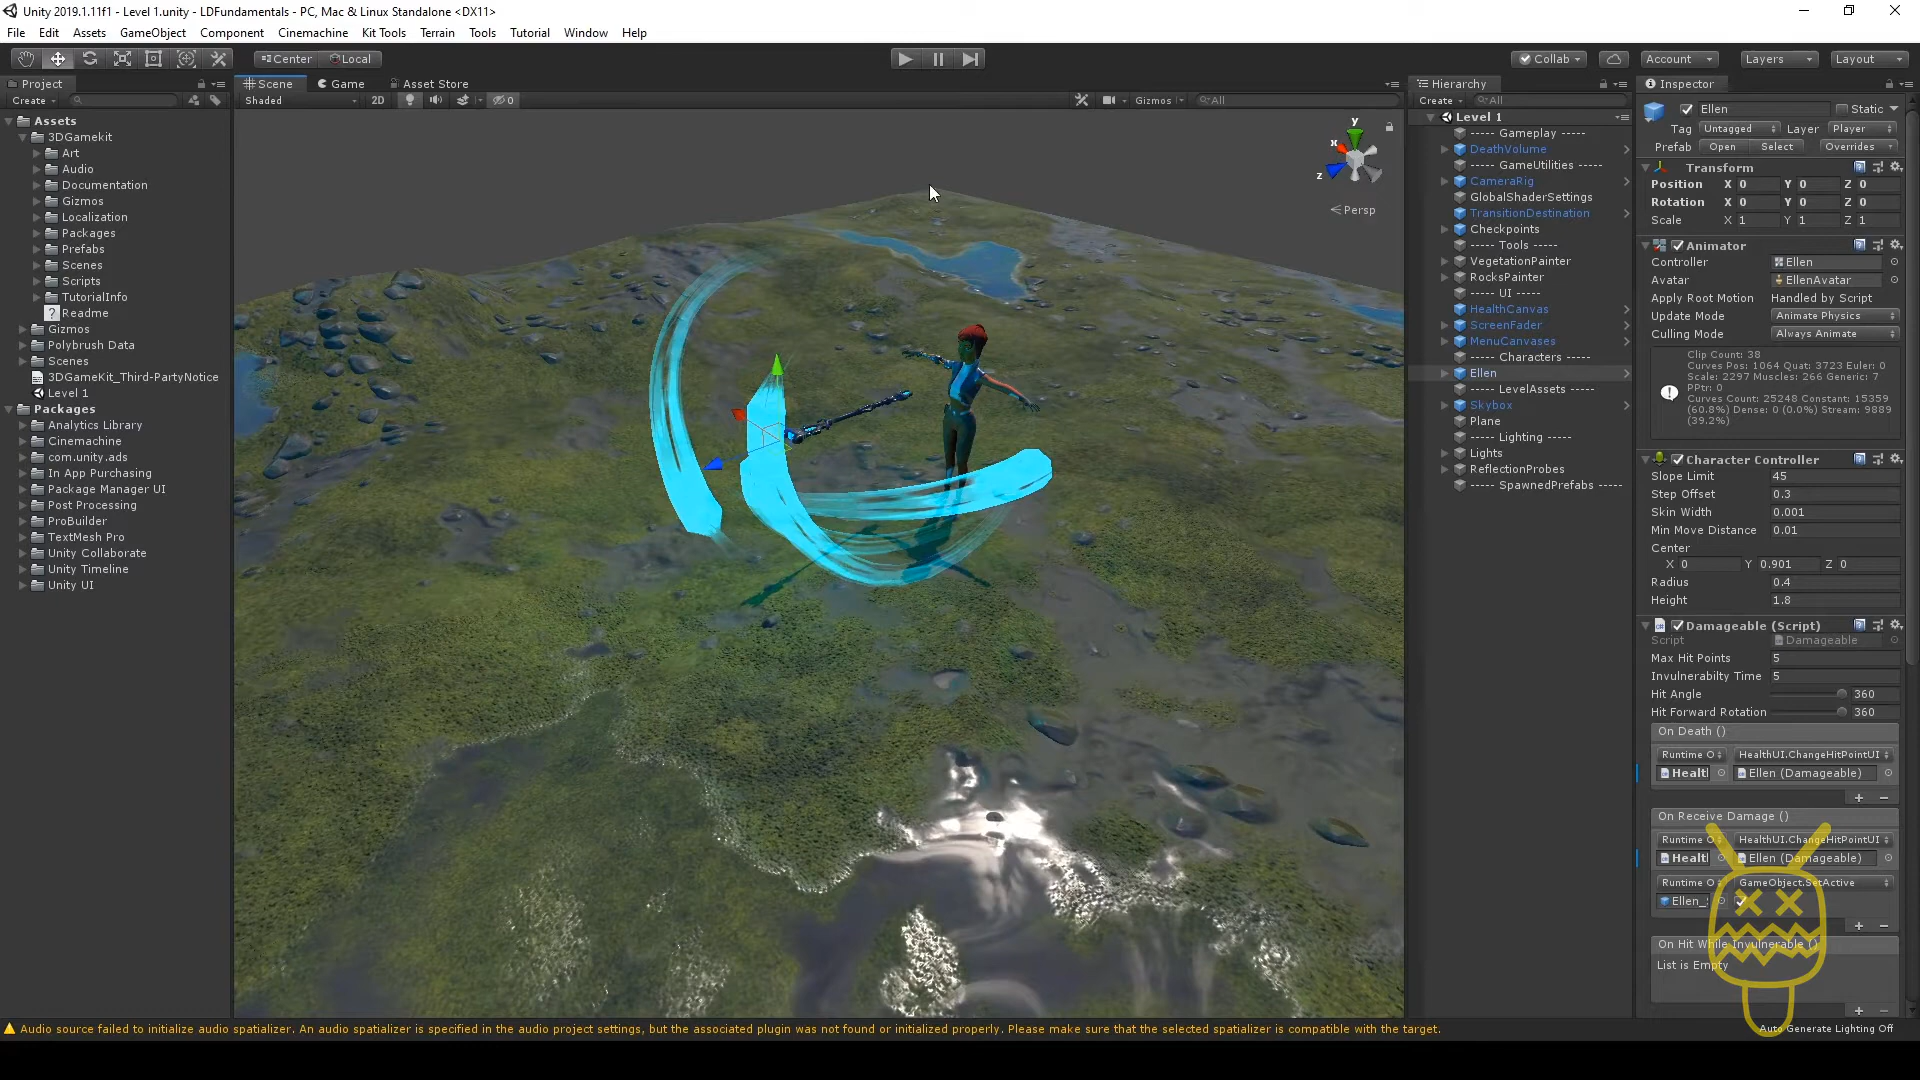 Unity 2019.1.11f1 - Level 1.unity - LDFundamentals - PC, Mac & Linux Standalone <DX11>
File Edit Assets GameObject Component Cinemachine Kit Tools Terrain Tools Tutorial Window Help
Center Local Collab Account Layers Layout
Project Scene Game Asset Store Hierarchy Inspector
Create Shaded 2D 0 Gizmos All Create All
Assets
3DGamekit
Art
Audio
Documentation
Gizmos
Localization
Packages
Prefabs
Scenes
Scripts
TutorialInfo
Readme
Gizmos
Polybrush Data
Scenes
3DGameKit_Third-PartyNotice
Level 1
Packages
Analytics Library
Cinemachine
com.unity.ads
In App Purchasing
Package Manager UI
Post Processing
ProBuilder
TextMesh Pro
Unity Collaborate
Unity Timeline
Unity UI
y
x
z
Persp
Level 1
----- Gameplay -----
DeathVolume
----- GameUtilities -----
CameraRig
GlobalShaderSettings
TransitionDestination
Checkpoints
----- Tools -----
VegetationPainter
RocksPainter
----- UI -----
HealthCanvas
ScreenFader
MenuCanvases
----- Characters -----
Ellen
----- LevelAssets -----
Skybox
Plane
----- Lighting -----
Lights
ReflectionProbes
----- SpawnedPrefabs -----
Ellen Static
Tag Untagged Layer Player
Prefab Open Select Overrides
Transform
Position X 0 Y 0 Z 0
Rotation X 0 Y 0 Z 0
Scale X 1 Y 1 Z 1
Animator
Controller Ellen
Avatar EllenAvatar
Apply Root Motion Handled by Script
Update Mode Animate Physics
Culling Mode Always Animate
Clip Count: 38
Curves Pos: 1064 Quat: 3723 Euler: 0
Scale: 2297 Muscles: 266 Generic: 7
PPtr: 0
Curves Count: 25248 Constant: 15359
(60.8%) Dense: 0 (0.0%) Stream: 9889
(39.2%)
Character Controller
Slope Limit 45
Step Offset 0.3
Skin Width 0.001
Min Move Distance 0.01
Center
X 0 Y 0.901 Z 0
Radius 0.4
Height 1.8
Damageable (Script)
Script Damageable
Max Hit Points 5
Invulnerabilty Time 5
Hit Angle 360
Hit Forward Rotation 360
On Death ()
Runtime O HealthUI.ChangeHitPointUI
Healt Ellen (Damageable)
On Receive Damage ()
Runtime O HealthUI.ChangeHitPointUI
Healt Ellen (Damageable)
Runtime O GameObject.SetActive
Ellen_
On Hit While Invulnerable ()
List is Empty
Audio source failed to initialize audio spatializer. An audio spatializer is specified in the audio project settings, but the associated plugin was not found or initialized properly. Please make sure that the selected spatializer is compatible with the target.
Auto Generate Lighting Off